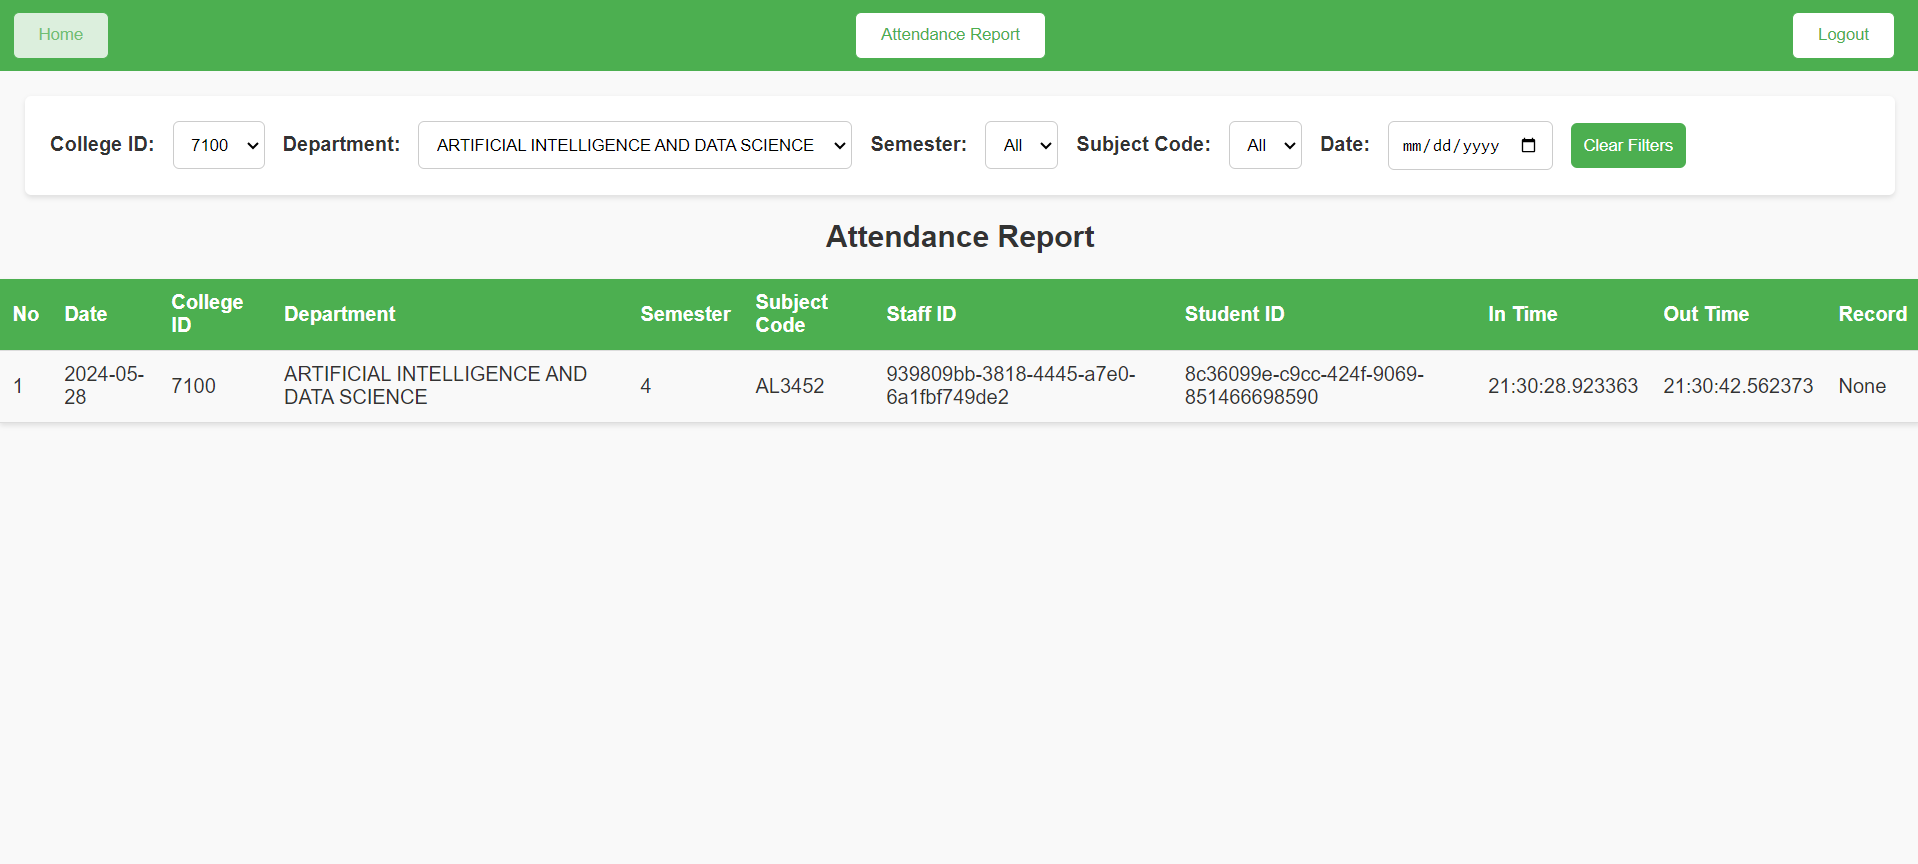 Home
Attendance Report
Logout
College ID: 7100 Department: ARTIFICIAL INTELLIGENCE AND DATA SCIENCE Semester: All Subject Code: All Date: mm/dd/yyyy Clear Filters
Attendance Report
No Date College ID Department Semester Subject Code Staff ID Student ID In Time Out Time Record
1 2024-05-28 7100 ARTIFICIAL INTELLIGENCE AND DATA SCIENCE 4 AL3452 939809bb-3818-4445-a7e0-6a1fbf749de2 8c36099e-c9cc-424f-9069-851466698590 21:30:28.923363 21:30:42.562373 None